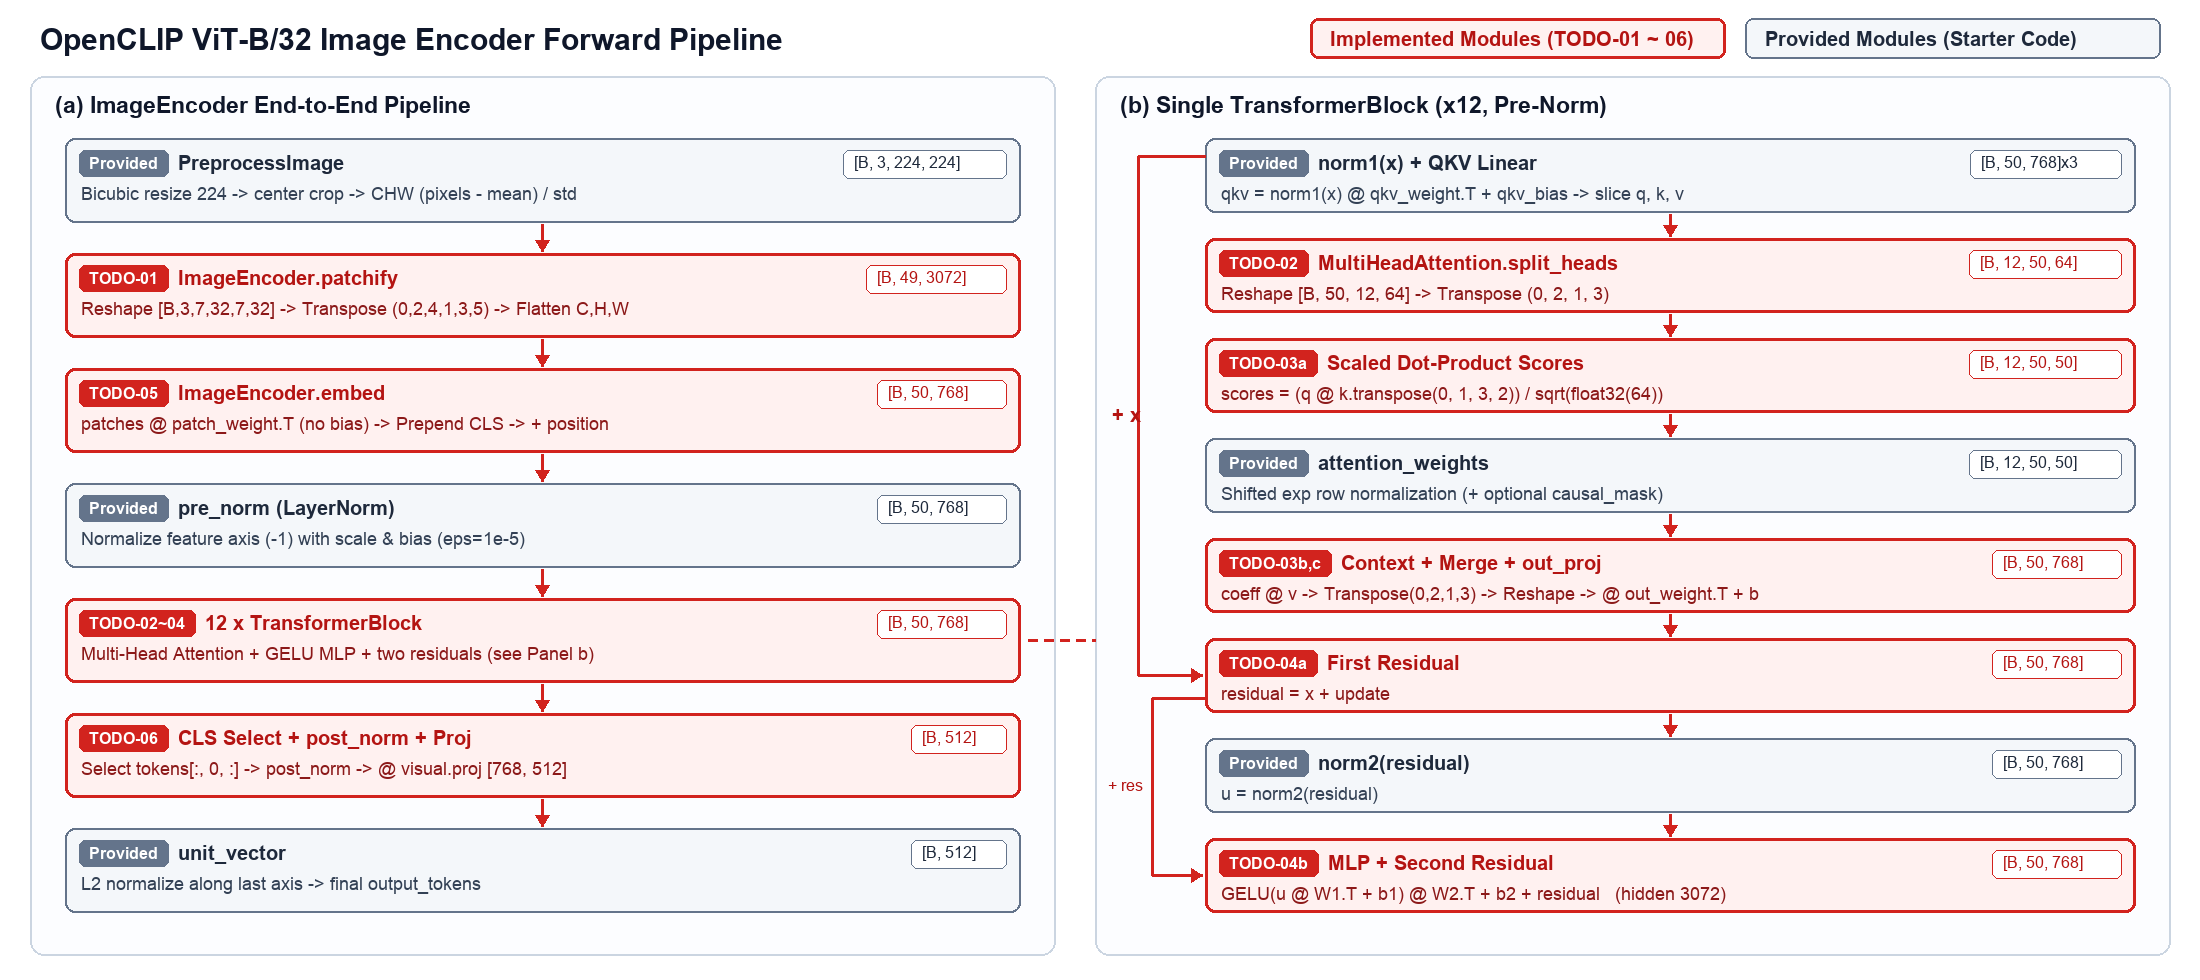 OpenCLIP ViT-B/32 Image Encoder Forward Pipeline
Implemented Modules (TODO-01 ~ 06)
Provided Modules (Starter Code)
(a) ImageEncoder End-to-End Pipeline
Provided PreprocessImage [B, 3, 224, 224]
Bicubic resize 224 -> center crop -> CHW (pixels - mean) / std
TODO-01 ImageEncoder.patchify [B, 49, 3072]
Reshape [B,3,7,32,7,32] -> Transpose (0,2,4,1,3,5) -> Flatten C,H,W
TODO-05 ImageEncoder.embed [B, 50, 768]
patches @ patch_weight.T (no bias) -> Prepend CLS -> + position
Provided pre_norm (LayerNorm) [B, 50, 768]
Normalize feature axis (-1) with scale & bias (eps=1e-5)
TODO-02~04 12 x TransformerBlock [B, 50, 768]
Multi-Head Attention + GELU MLP + two residuals (see Panel b)
TODO-06 CLS Select + post_norm + Proj [B, 512]
Select tokens[:, 0, :] -> post_norm -> @ visual.proj [768, 512]
Provided unit_vector [B, 512]
L2 normalize along last axis -> final output_tokens
(b) Single TransformerBlock (x12, Pre-Norm)
Provided norm1(x) + QKV Linear [B, 50, 768]x3
qkv = norm1(x) @ qkv_weight.T + qkv_bias -> slice q, k, v
TODO-02 MultiHeadAttention.split_heads [B, 12, 50, 64]
Reshape [B, 50, 12, 64] -> Transpose (0, 2, 1, 3)
TODO-03a Scaled Dot-Product Scores [B, 12, 50, 50]
scores = (q @ k.transpose(0, 1, 3, 2)) / sqrt(float32(64))
+ x
Provided attention_weights [B, 12, 50, 50]
Shifted exp row normalization (+ optional causal_mask)
TODO-03b,c Context + Merge + out_proj [B, 50, 768]
coeff @ v -> Transpose(0,2,1,3) -> Reshape -> @ out_weight.T + b
TODO-04a First Residual [B, 50, 768]
residual = x + update
Provided norm2(residual) [B, 50, 768]
u = norm2(residual)
+ res
TODO-04b MLP + Second Residual [B, 50, 768]
GELU(u @ W1.T + b1) @ W2.T + b2 + residual (hidden 3072)